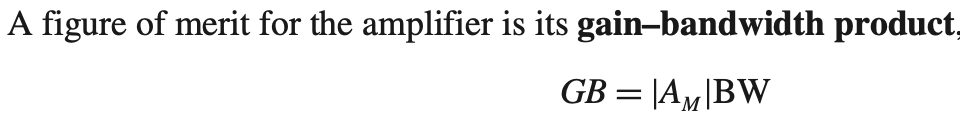 A figure of merit for the amplifier is its gain–bandwidth product,
GB = |A_M|BW